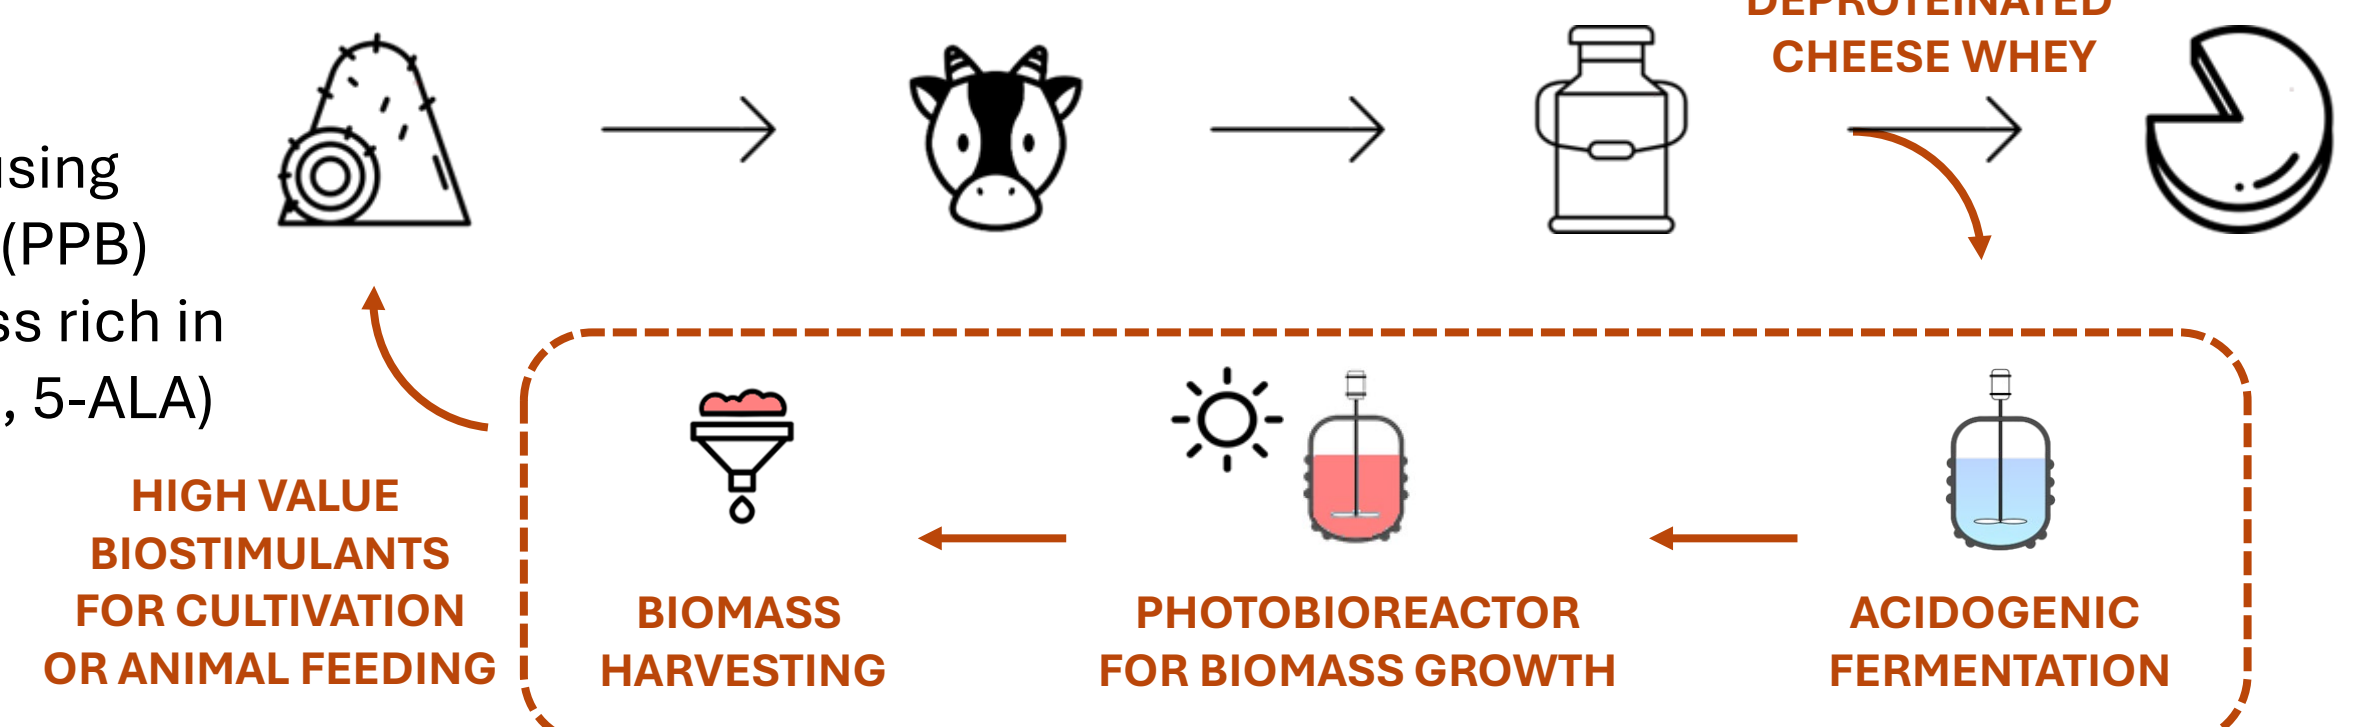 DEPROTEINATED
CHEESE WHEY
using
(PPB)
ss rich in
, 5-ALA)
HIGH VALUE
BIOSTIMULANTS
FOR CULTIVATION
OR ANIMAL FEEDING
BIOMASS
HARVESTING
PHOTOBIOREACTOR
FOR BIOMASS GROWTH
ACIDOGENIC
FERMENTATION